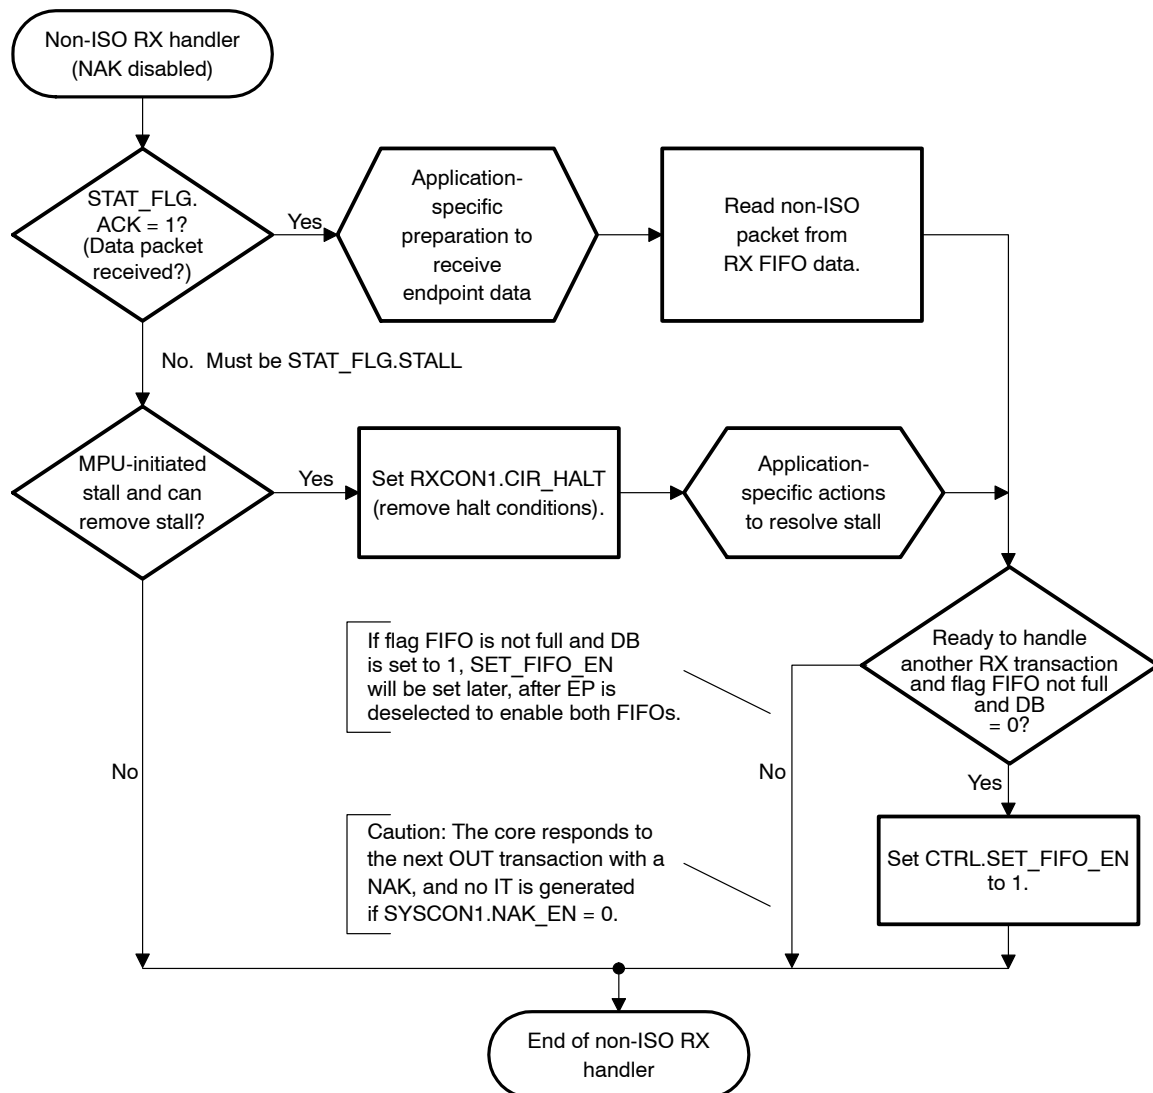 Non-ISO RX handler
(NAK disabled)
STAT_FLG.
ACK = 1?
(Data packet
received?)
Yes
Application-
specific
preparation to
receive
endpoint data
Read non-ISO
packet from
RX FIFO data.
No. Must be STAT_FLG.STALL
MPU-initiated
stall and can
remove stall?
Yes
Set RXCON1.CIR_HALT
(remove halt conditions).
Application-
specific actions
to resolve stall
If flag FIFO is not full and DB
is set to 1, SET_FIFO_EN
will be set later, after EP is
deselected to enable both FIFOs.
Ready to handle
another RX transaction
and flag FIFO not full
and DB
= 0?
No
No
Yes
Caution: The core responds to
the next OUT transaction with a
NAK, and no IT is generated
if SYSCON1.NAK_EN = 0.
Set CTRL.SET_FIFO_EN
to 1.
End of non-ISO RX
handler